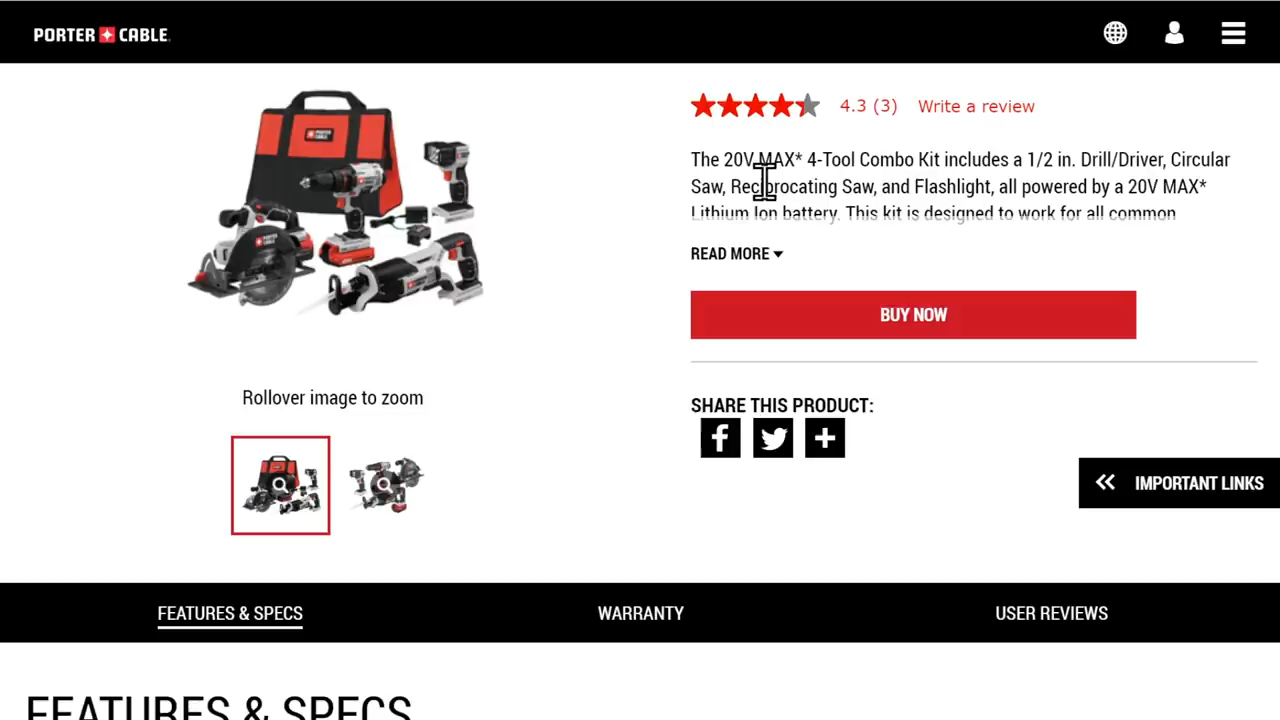 PORTER CABLE
4.3 (3) Write a review
The 20V MAX* 4-Tool Combo Kit includes a 1/2 in. Drill/Driver, Circular
Saw, Reciprocating Saw, and Flashlight, all powered by a 20V MAX*
Lithium Ion battery. This kit is designed to work for all common
READ MORE
BUY NOW
Rollover image to zoom
SHARE THIS PRODUCT:
IMPORTANT LINKS
FEATURES & SPECS
WARRANTY
USER REVIEWS
FEATURES & SPECS